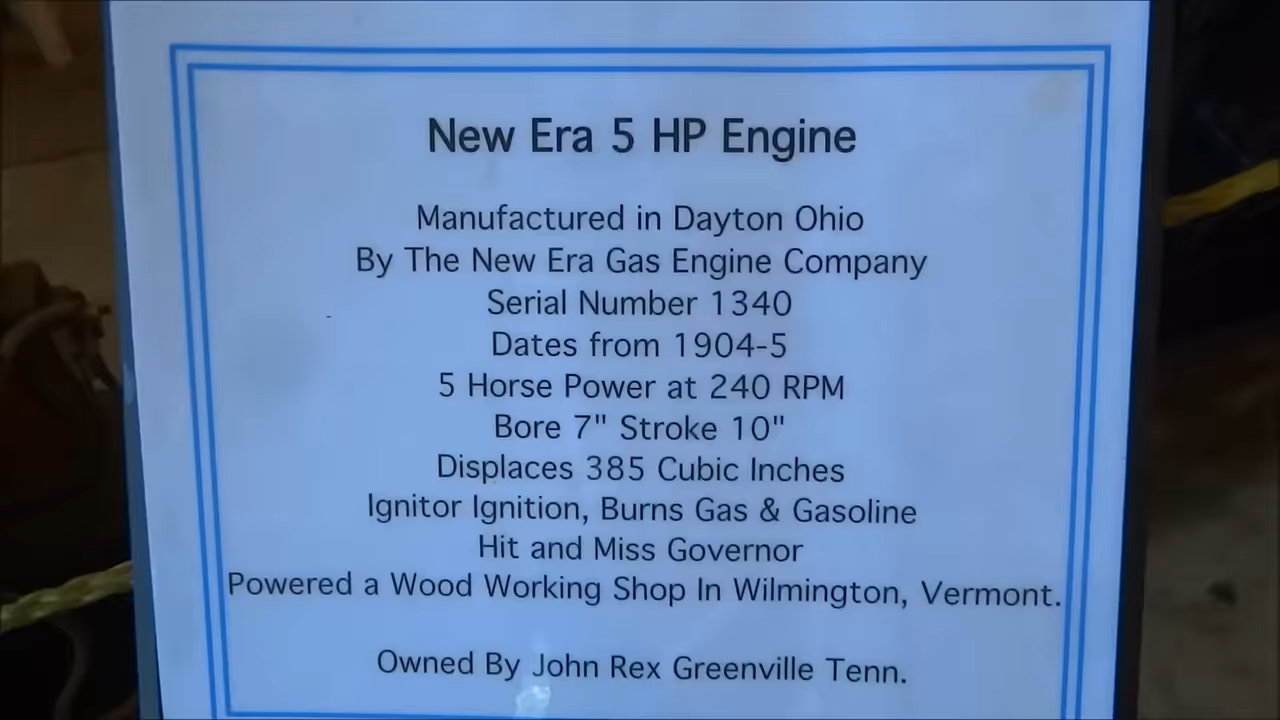 New Era 5 HP Engine
Manufactured in Dayton Ohio
By The New Era Gas Engine Company
Serial Number 1340
Dates from 1904-5
5 Horse Power at 240 RPM
Bore 7" Stroke 10"
Displaces 385 Cubic Inches
Ignitor Ignition, Burns Gas & Gasoline
Hit and Miss Governor
Powered a Wood Working Shop In Wilmington, Vermont.
Owned By John Rex Greenville Tenn.